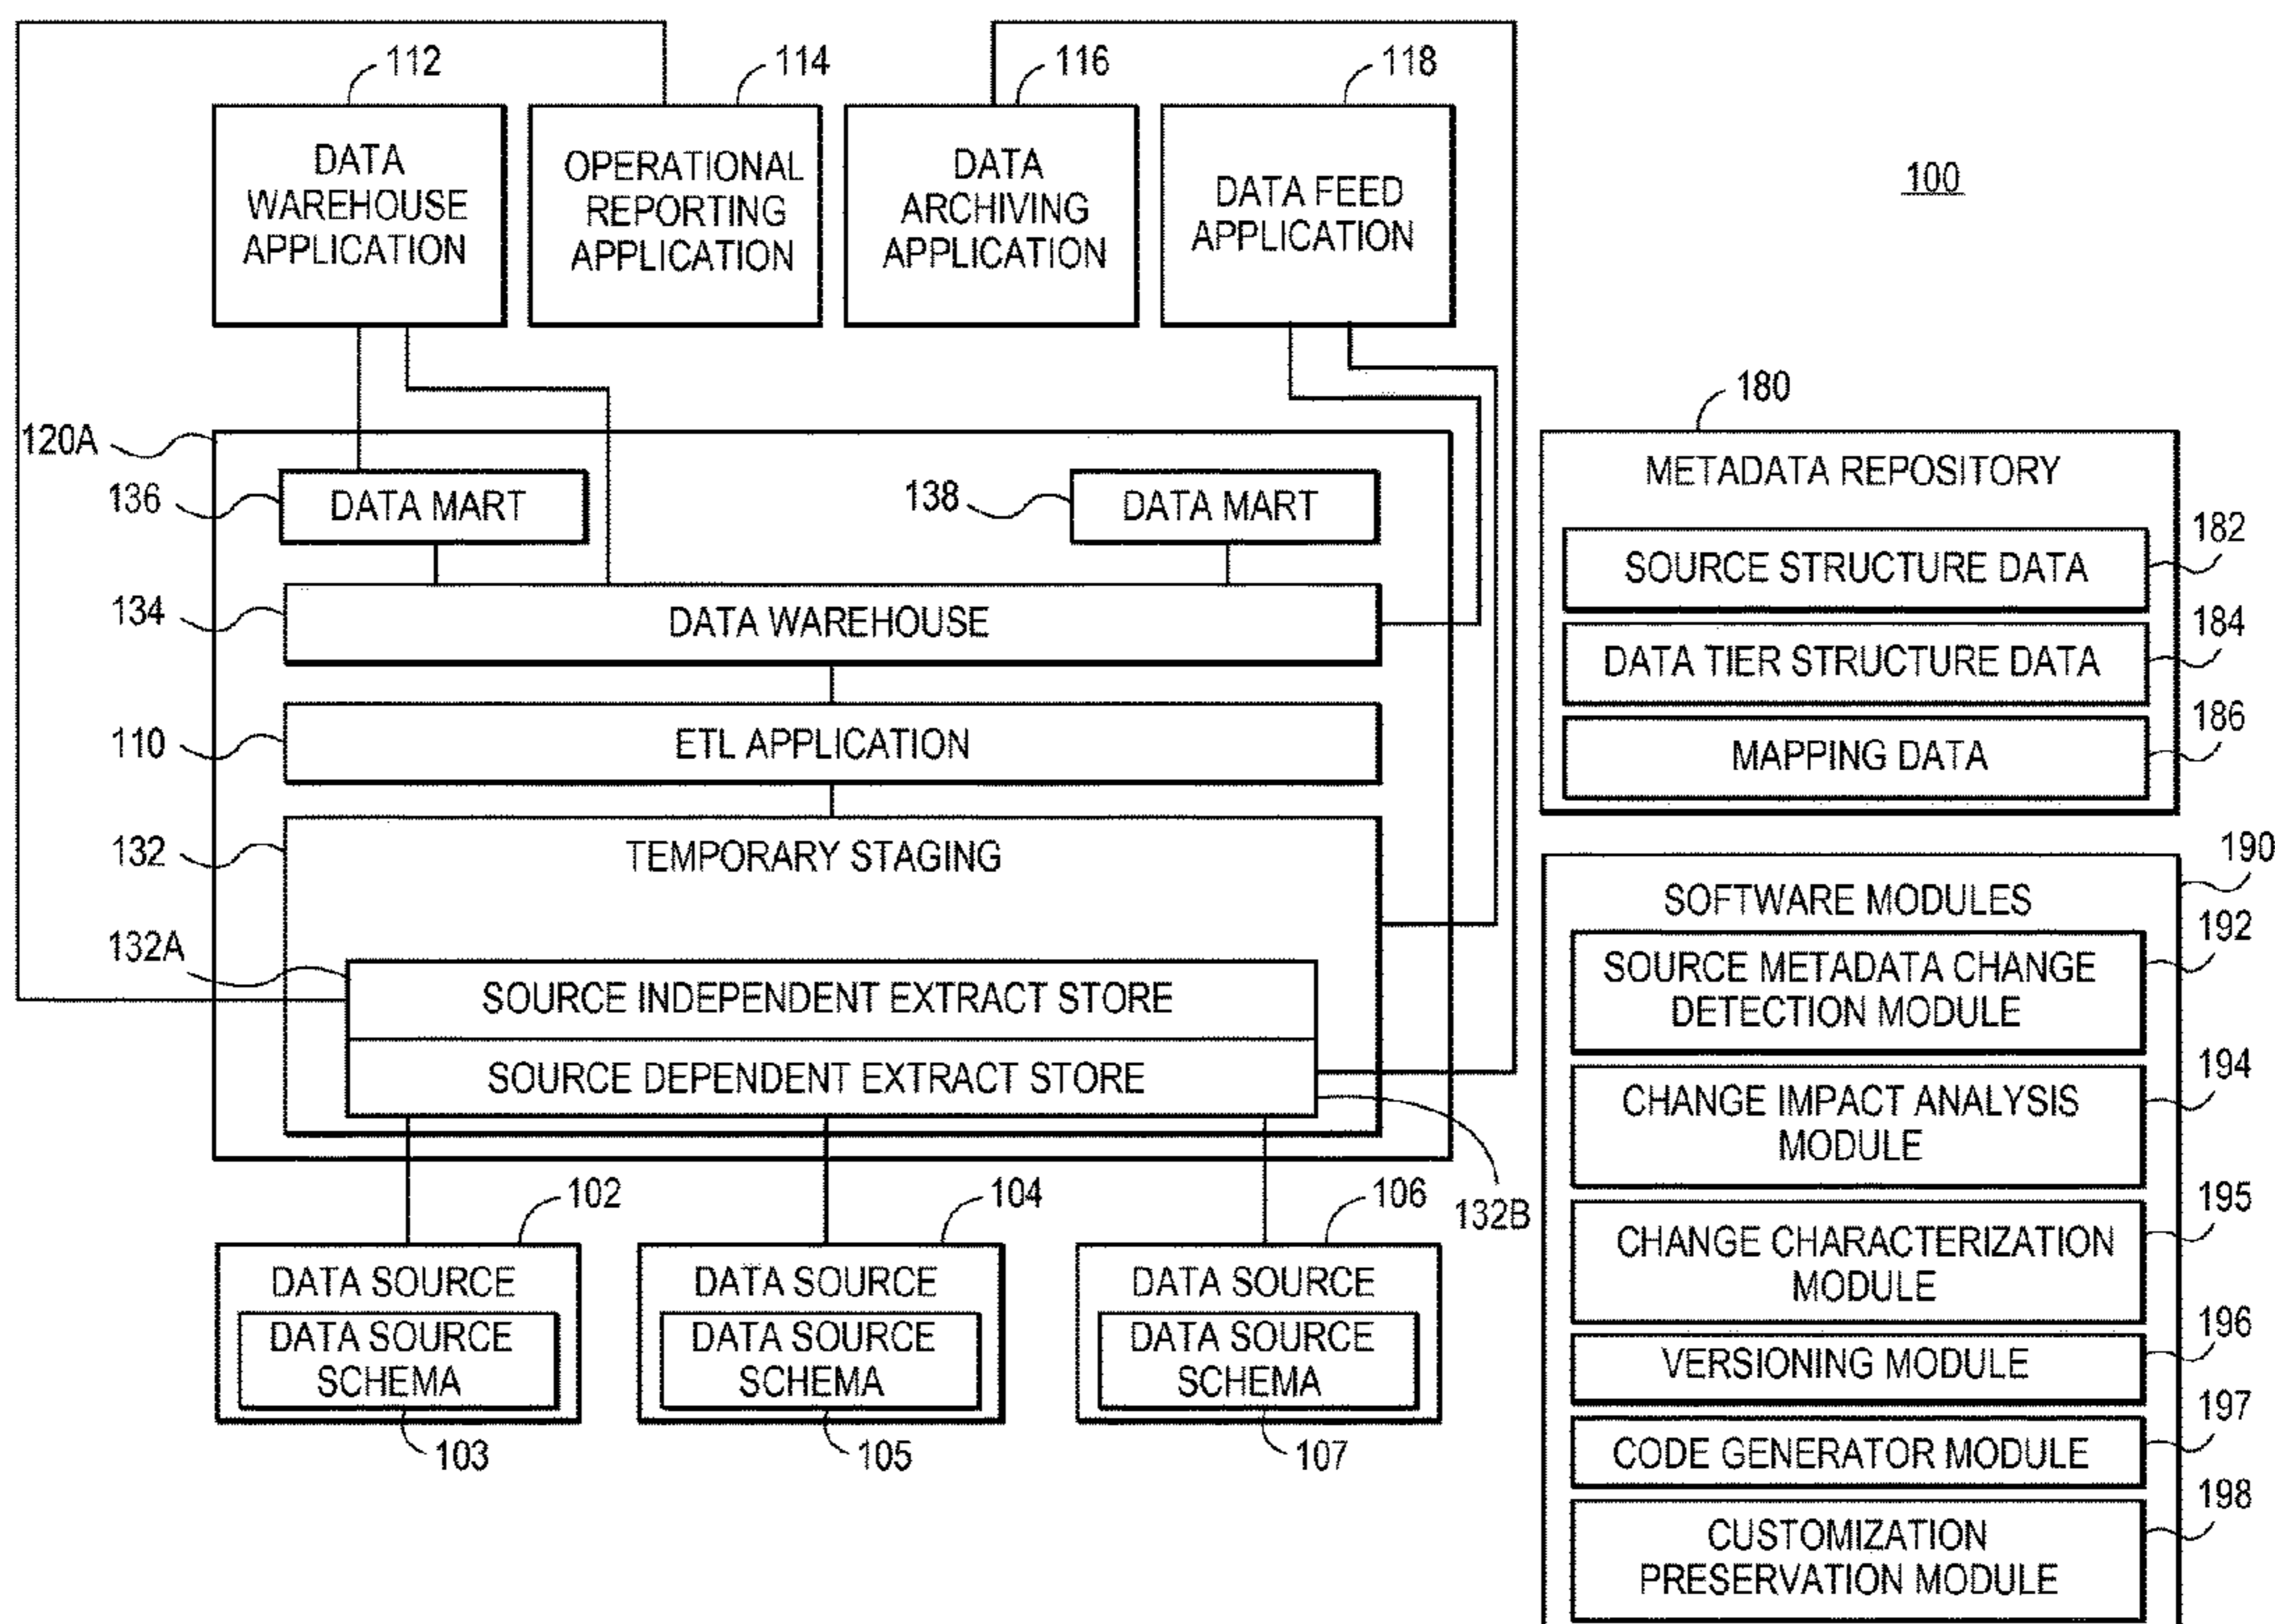 112
114
116
118
DATA
WAREHOUSE
APPLICATION
OPERATIONAL
REPORTING
APPLICATION
DATA
ARCHIVING
APPLICATION
DATA FEED
APPLICATION
100
120A
136
DATA MART
138
DATA MART
134
DATA WAREHOUSE
110
ETL APPLICATION
132
TEMPORARY STAGING
132A
SOURCE INDEPENDENT EXTRACT STORE
SOURCE DEPENDENT EXTRACT STORE
132B
102
DATA SOURCE
DATA SOURCE
SCHEMA
103
104
DATA SOURCE
DATA SOURCE
SCHEMA
105
106
DATA SOURCE
DATA SOURCE
SCHEMA
107
180
METADATA REPOSITORY
SOURCE STRUCTURE DATA
182
DATA TIER STRUCTURE DATA
184
MAPPING DATA
186
190
SOFTWARE MODULES
192
SOURCE METADATA CHANGE
DETECTION MODULE
194
CHANGE IMPACT ANALYSIS
MODULE
195
CHANGE CHARACTERIZATION
MODULE
196
VERSIONING MODULE
197
CODE GENERATOR MODULE
198
CUSTOMIZATION
PRESERVATION MODULE